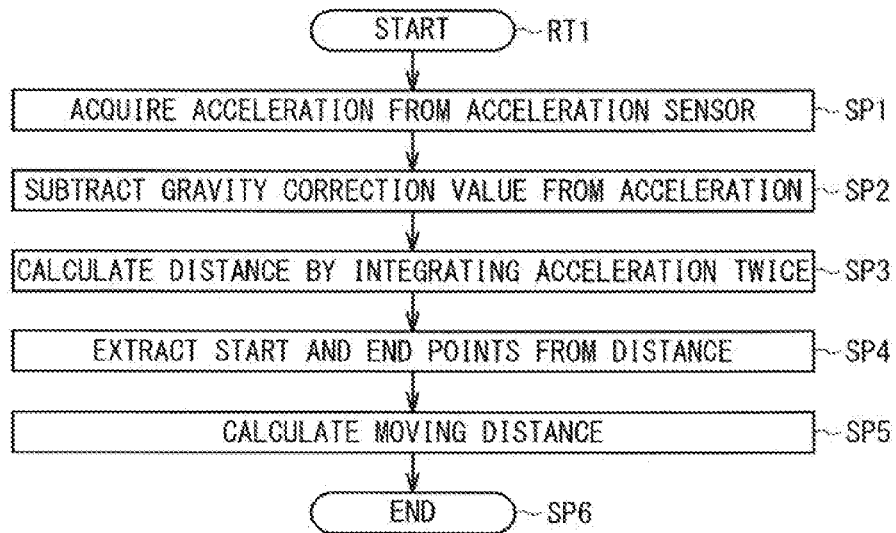 START RT1
ACQUIRE ACCELERATION FROM ACCELERATION SENSOR SP1
SUBTRACT GRAVITY CORRECTION VALUE FROM ACCELERATION SP2
CALCULATE DISTANCE BY INTEGRATING ACCELERATION TWICE SP3
EXTRACT START AND END POINTS FROM DISTANCE SP4
CALCULATE MOVING DISTANCE SP5
END SP6